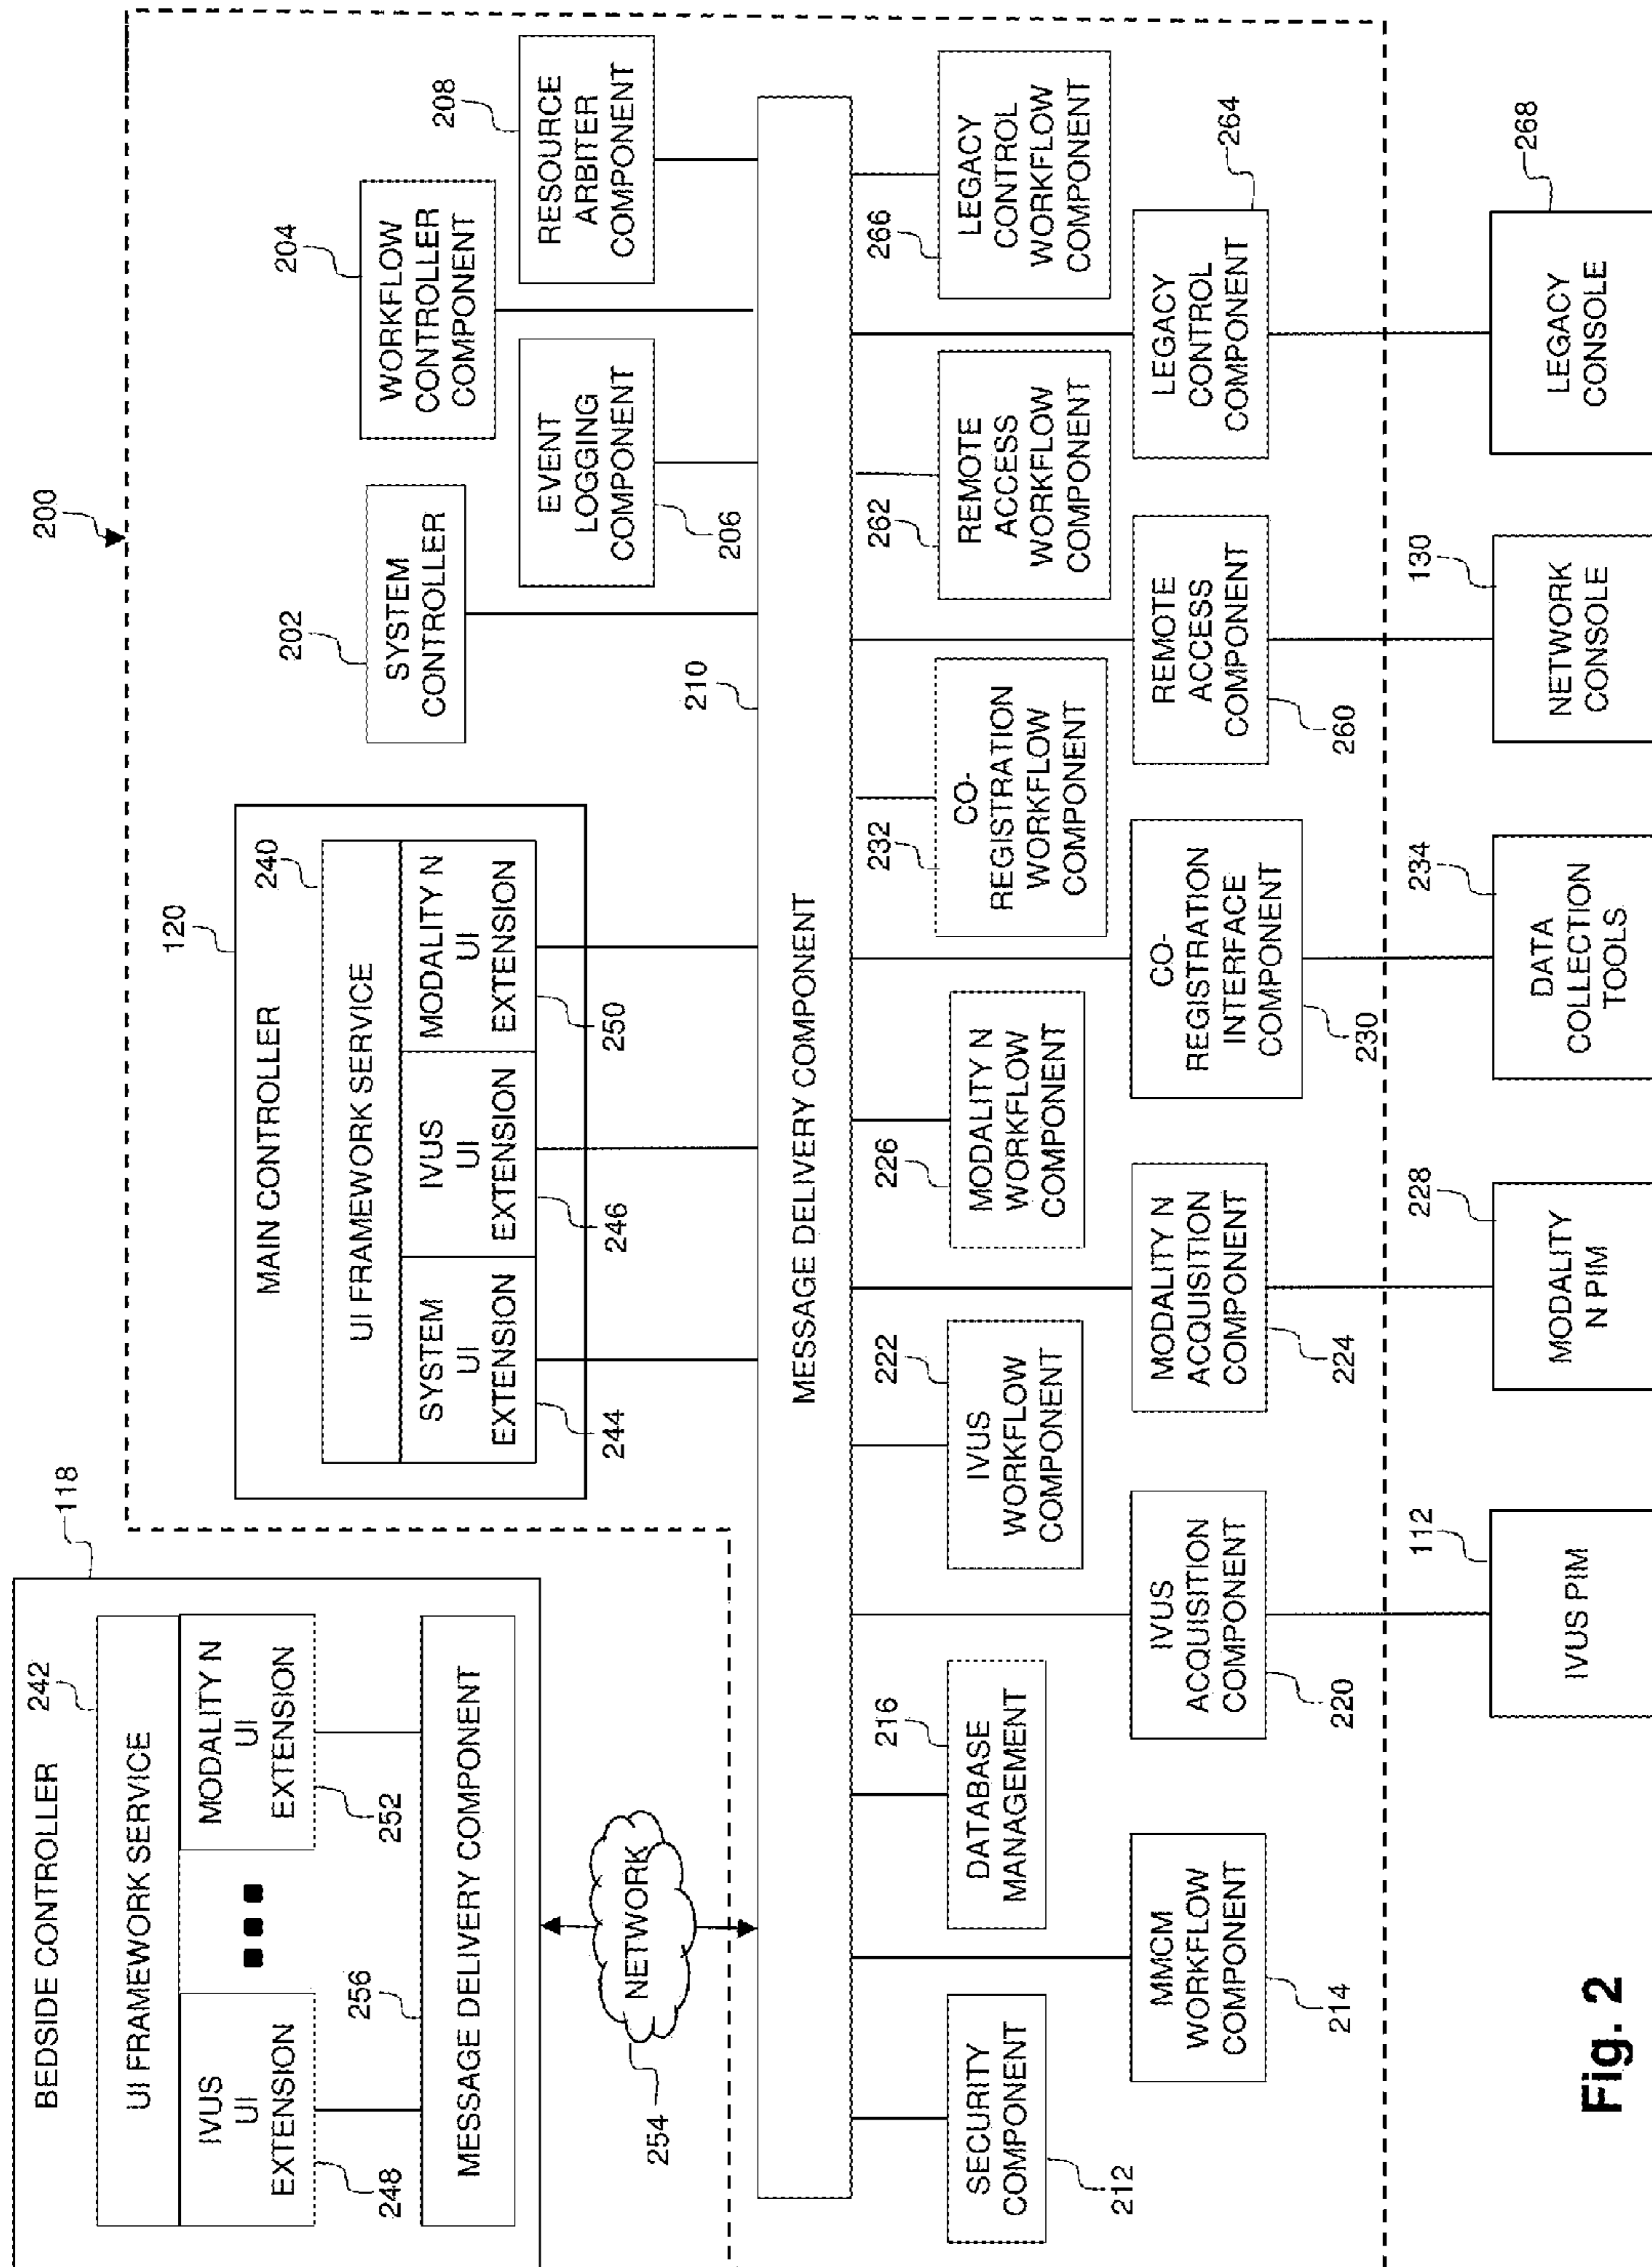 118
BEDSIDE CONTROLLER
242
UI FRAMEWORK SERVICE
IVUS
UI
EXTENSION
248
MODALITY N
UI
EXTENSION
252
256
MESSAGE DELIVERY COMPONENT
254
NETWORK
200
120
MAIN CONTROLLER
240
UI FRAMEWORK SERVICE
SYSTEM
UI
EXTENSION
244
IVUS
UI
EXTENSION
246
MODALITY N
UI
EXTENSION
250
202
SYSTEM
CONTROLLER
204
WORKFLOW
CONTROLLER
COMPONENT
EVENT
LOGGING
COMPONENT
206
208
RESOURCE
ARBITER
COMPONENT
210
MESSAGE DELIVERY COMPONENT
SECURITY
COMPONENT
212
MMCM
WORKFLOW
COMPONENT
214
216
DATABASE
MANAGEMENT
IVUS
ACQUISITION
COMPONENT
220
222
IVUS
WORKFLOW
COMPONENT
MODALITY N
ACQUISITION
COMPONENT
224
226
MODALITY N
WORKFLOW
COMPONENT
CO-
REGISTRATION
INTERFACE
COMPONENT
230
232
CO-
REGISTRATION
WORKFLOW
COMPONENT
REMOTE
ACCESS
COMPONENT
260
262
REMOTE
ACCESS
WORKFLOW
COMPONENT
LEGACY
CONTROL
COMPONENT
264
266
LEGACY
CONTROL
WORKFLOW
COMPONENT
112
IVUS PIM
228
MODALITY
N PIM
234
DATA
COLLECTION
TOOLS
130
NETWORK
CONSOLE
268
LEGACY
CONSOLE
Fig. 2